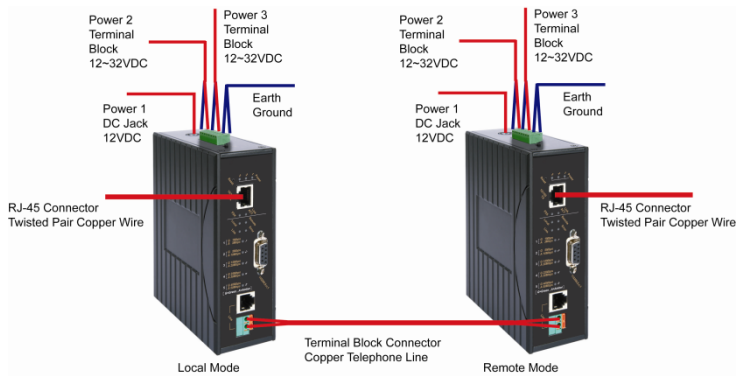 Power 2
Terminal
Block
12~32VDC
Power 3
Terminal
Block
12~32VDC
Power 1
DC Jack
12VDC
Earth
Ground
RJ-45 Connector
Twisted Pair Copper Wire
Power 2
Terminal
Block
12~32VDC
Power 3
Terminal
Block
12~32VDC
Power 1
DC Jack
12VDC
Earth
Ground
RJ-45 Connector
Twisted Pair Copper Wire
Terminal Block Connector
Copper Telephone Line
Local Mode
Remote Mode